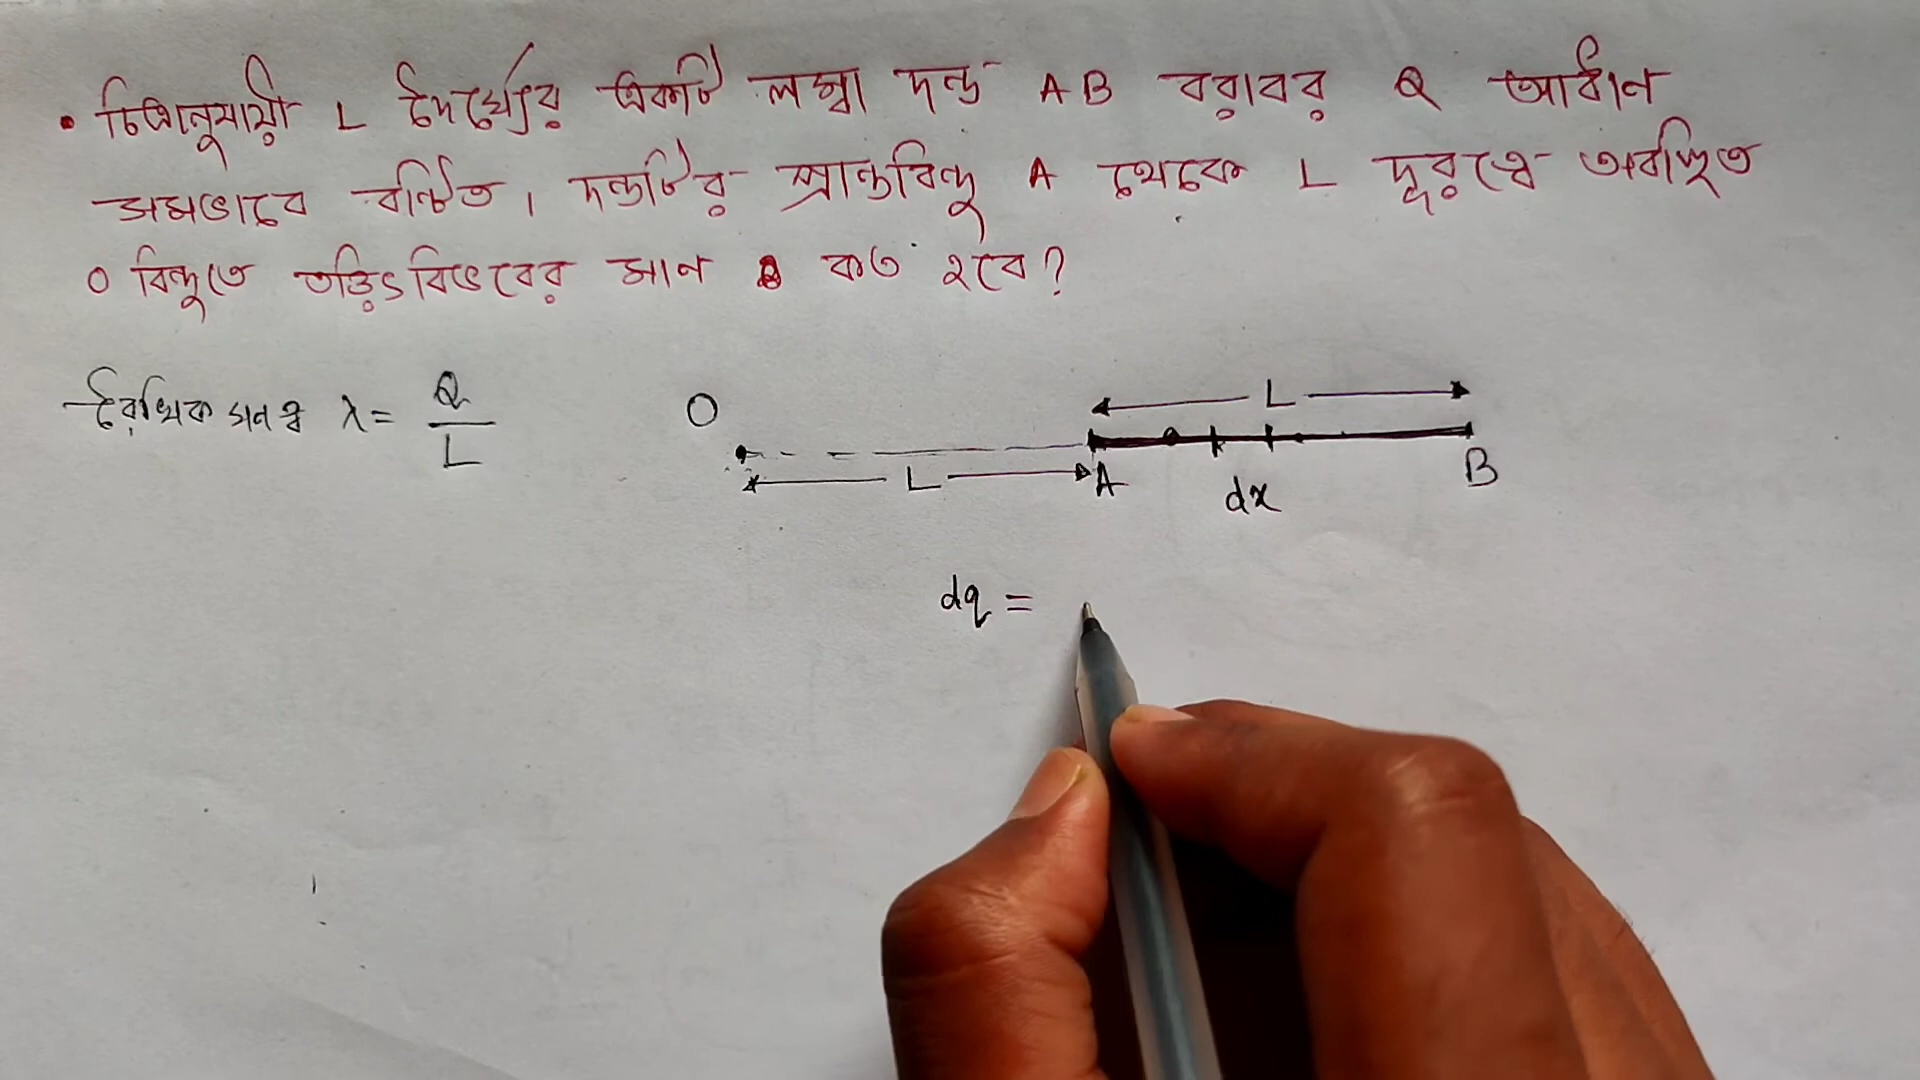 • চিত্রানুযায়ী L দৈর্ঘ্যের একটি লম্বা দন্ড AB বরাবর Q আধান
সমভাবে বন্টিত। দন্ডটির প্রান্তবিন্দু A থেকে L দূরত্বে অবস্থিত
O বিন্দুতে তড়িৎবিভবের মান কত হবে?
রৈখিক ঘনত্ব λ = Q/L
O
L
L
A
B
dx
dq =